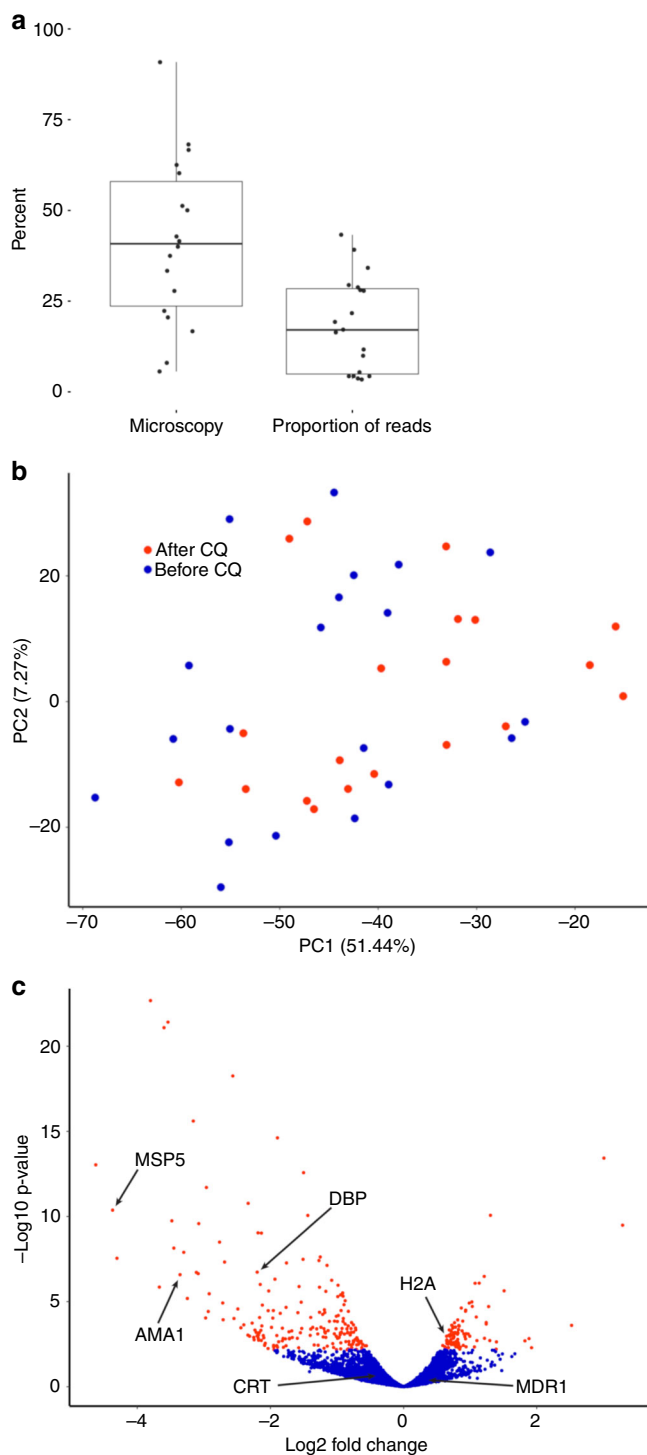 a
100
75
50
25
0
Percent
Microscopy
Proportion of reads
b
After CQ
Before CQ
20
0
−20
PC2 (7.27%)
−70
−60
−50
−40
−30
−20
PC1 (51.44%)
c
20
15
10
5
0
−Log10 p-value
MSP5
DBP
H2A
AMA1
CRT
MDR1
−4
−2
0
2
Log2 fold change